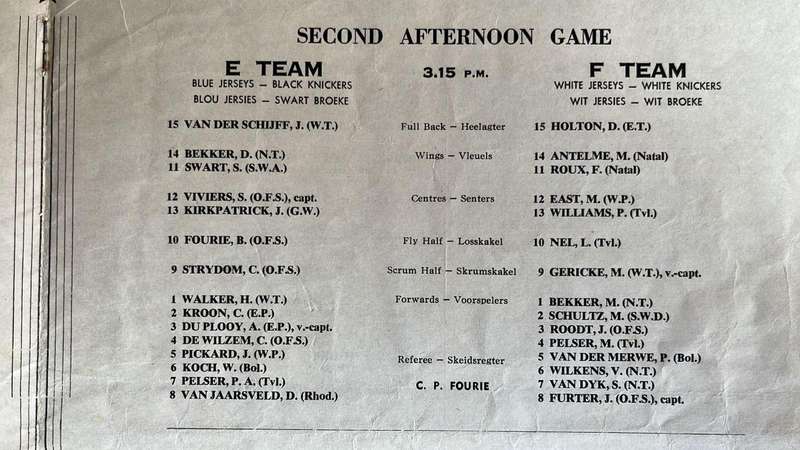 SECOND AFTERNOON GAME
E TEAM 3.15 P.M. F TEAM
BLUE JERSEYS – BLACK KNICKERS WHITE JERSEYS – WHITE KNICKERS
BLOU JERSIES – SWART BROEKE WIT JERSIES – WIT BROEKE
15 VAN DER SCHIJFF, J. (W.T.) Full Back – Heelagter 15 HOLTON, D. (E.T.)
14 BEKKER, D. (N.T.) Wings – Vleuels 14 ANTELME, M. (Natal)
11 SWART, S. (S.W.A.) 11 ROUX, F. (Natal)
12 VIVIERS, S. (O.F.S.), capt. Centres – Senters 12 EAST, M. (W.P.)
13 KIRKPATRICK, J. (G.W.) 13 WILLIAMS, P. (Tvl.)
10 FOURIE, B. (O.F.S.) Fly Half – Losskakel 10 NEL, L. (Tvl.)
9 STRYDOM, C. (O.F.S.) Scrum Half – Skrumskakel 9 GERICKE, M. (W.T.), v.-capt.
1 WALKER, H. (W.T.) Forwards – Voorspelers 1 BEKKER, M. (N.T.)
2 KROON, C. (E.P.) 2 SCHULTZ, M. (S.W.D.)
3 DU PLOOY, A. (E.P.), v.-capt. 3 ROODT, J. (O.F.S.)
4 DE WILZEM, C. (O.F.S.) 4 PELSER, M. (Tvl.)
5 PICKARD, J. (W.P.) Referee – Skeidsregter 5 VAN DER MERWE, P. (Bol.)
6 KOCH, W. (Bol.) 6 WILKENS, V. (N.T.)
7 PELSER, P. A. (Tvl.) C. P. FOURIE 7 VAN DYK, S. (N.T.)
8 VAN JAARSVELD, D. (Rhod.) 8 FURTER, J. (O.F.S.), capt.